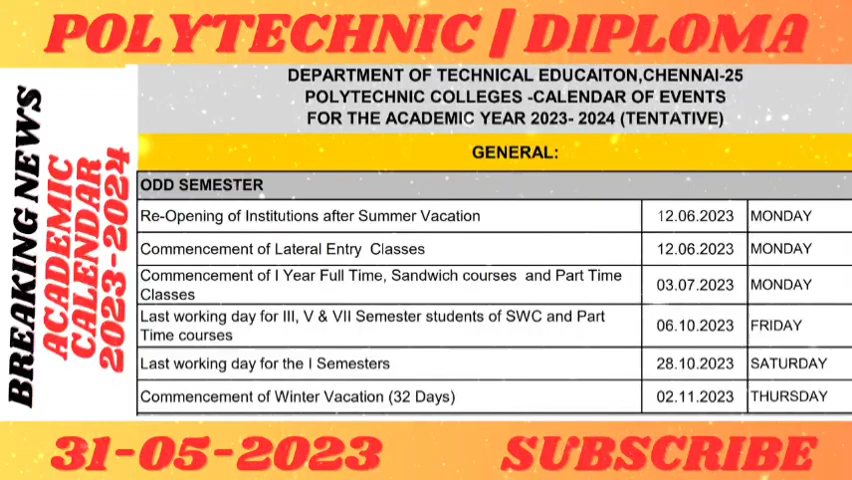 POLYTECHNIC | DIPLOMA
BREAKING NEWS
ACADEMIC
CALENDAR
2023-2024
DEPARTMENT OF TECHNICAL EDUCAITON,CHENNAI-25
POLYTECHNIC COLLEGES -CALENDAR OF EVENTS
FOR THE ACADEMIC YEAR 2023- 2024 (TENTATIVE)
GENERAL:
ODD SEMESTER
Re-Opening of Institutions after Summer Vacation 12.06.2023 MONDAY
Commencement of Lateral Entry Classes 12.06.2023 MONDAY
Commencement of I Year Full Time, Sandwich courses and Part Time
Classes 03.07.2023 MONDAY
Last working day for III, V & VII Semester students of SWC and Part
Time courses 06.10.2023 FRIDAY
Last working day for the I Semesters 28.10.2023 SATURDAY
Commencement of Winter Vacation (32 Days) 02.11.2023 THURSDAY
31-05-2023 SUBSCRIBE